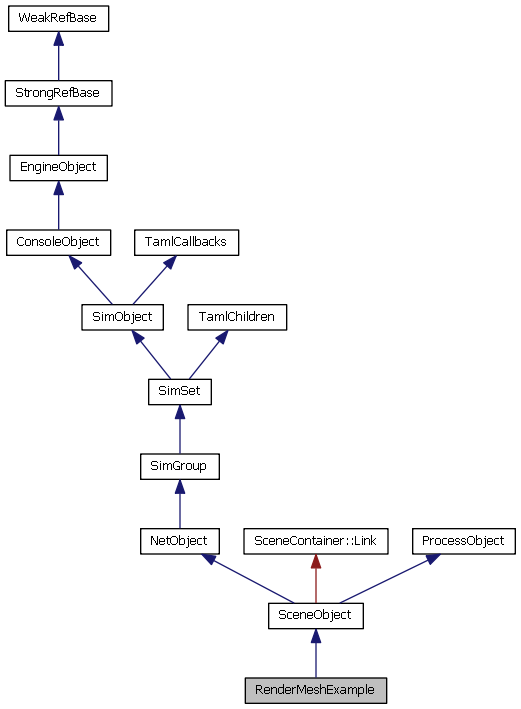 WeakRefBase
StrongRefBase
EngineObject
ConsoleObject
TamlCallbacks
SimObject
TamlChildren
SimSet
SimGroup
NetObject
SceneContainer::Link
ProcessObject
SceneObject
RenderMeshExample